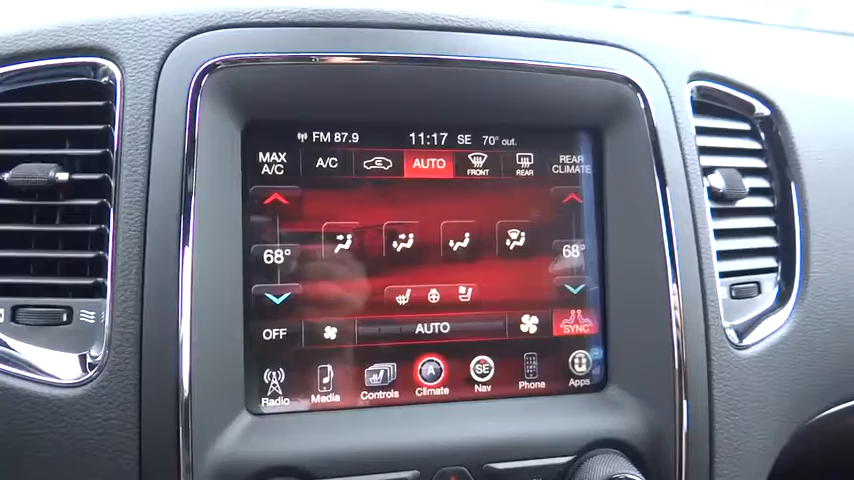 FM 87.9 11:17 SE 70° out.
MAX A/C A/C AUTO FRONT REAR REAR CLIMATE
68° 68°
OFF AUTO SYNC
Radio Media Controls A Climate SE Nav Phone Apps